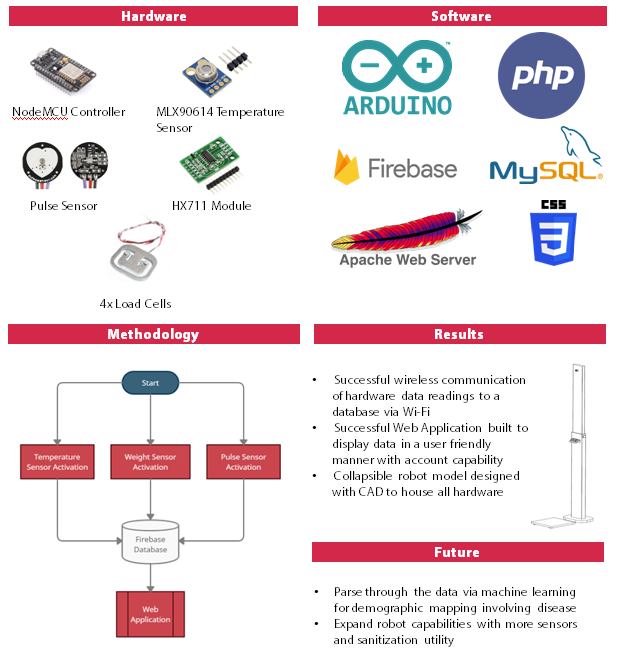 Hardware
NodeMCU Controller
MLX90614 Temperature
Sensor
Pulse Sensor
HX711 Module
4x Load Cells
Software
ARDUINO™
php
Firebase
MySQL®
Apache Web Server
CSS
3
Methodology
Start
Temperature
Sensor Activation
Weight Sensor
Activation
Pulse Sensor
Activation
Firebase
Database
Web
Application
Results
• Successful wireless communication
of hardware data readings to a
database via Wi-Fi
• Successful Web Application built to
display data in a user friendly
manner with account capability
• Collapsible robot model designed
with CAD to house all hardware
Future
• Parse through the data via machine learning
for demographic mapping involving disease
• Expand robot capabilities with more sensors
and sanitization utility